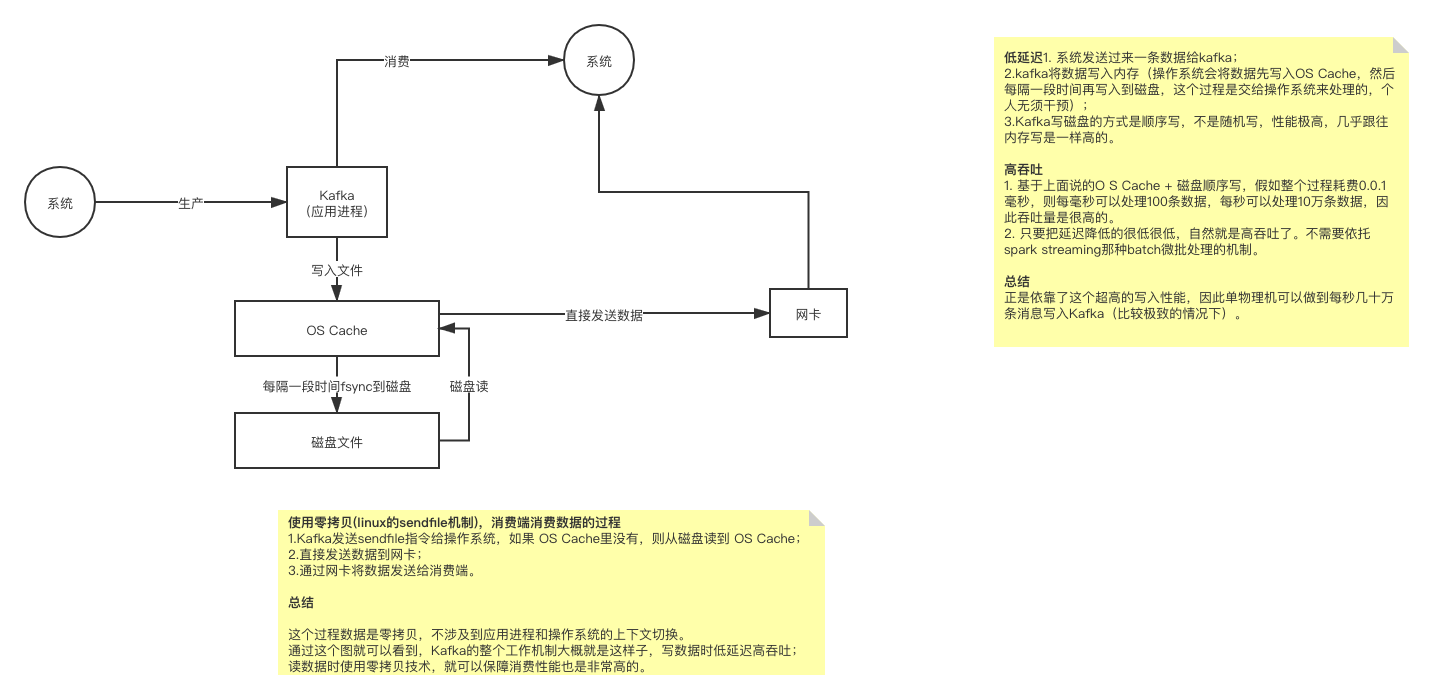 消费
系统
系统
生产
Kafka
（应用进程）
写入文件
OS Cache
直接发送数据
网卡
每隔一段时间fsync到磁盘
磁盘读
磁盘文件
低延迟1. 系统发送过来一条数据给kafka；
2.kafka将数据写入内存（操作系统会将数据先写入OS Cache，然后
每隔一段时间再写入到磁盘，这个过程是交给操作系统来处理的，个
人无须干预）；
3.Kafka写磁盘的方式是顺序写，不是随机写，性能极高，几乎跟往
内存写是一样高的。
高吞吐
1. 基于上面说的O S Cache + 磁盘顺序写，假如整个过程耗费0.0.1
毫秒，则每毫秒可以处理100条数据，每秒可以处理10万条数据，因
此吞吐量是很高的。
2. 只要把延迟降低的很低很低，自然就是高吞吐了。不需要依托
spark streaming那种batch微批处理的机制。
总结
正是依靠了这个超高的写入性能，因此单物理机可以做到每秒几十万
条消息写入Kafka（比较极致的情况下）。
使用零拷贝(linux的sendfile机制)，消费端消费数据的过程
1.Kafka发送sendfile指令给操作系统，如果 OS Cache里没有，则从磁盘读到 OS Cache；
2.直接发送数据到网卡；
3.通过网卡将数据发送给消费端。
总结
这个过程数据是零拷贝，不涉及到应用进程和操作系统的上下文切换。
通过这个图就可以看到，Kafka的整个工作机制大概就是这样子，写数据时低延迟高吞吐；
读数据时使用零拷贝技术，就可以保障消费性能也是非常高的。